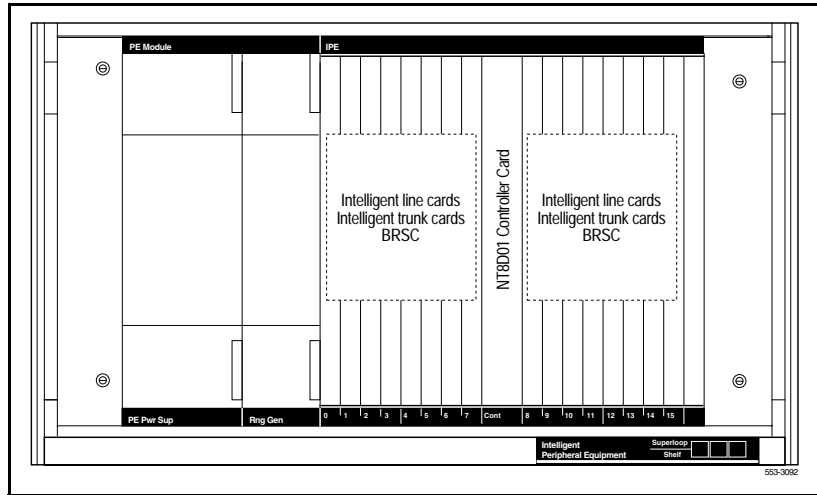 PE Module
IPE
Intelligent line cards
Intelligent trunk cards
BRSC
NT8D01 Controller Card
Intelligent line cards
Intelligent trunk cards
BRSC
PE Pwr Sup
Rng Gen
0 1 2 3 4 5 6 7 Cont 8 9 10 11 12 13 14 15
Intelligent
Peripheral Equipment
Superloop
Shelf
553-3092